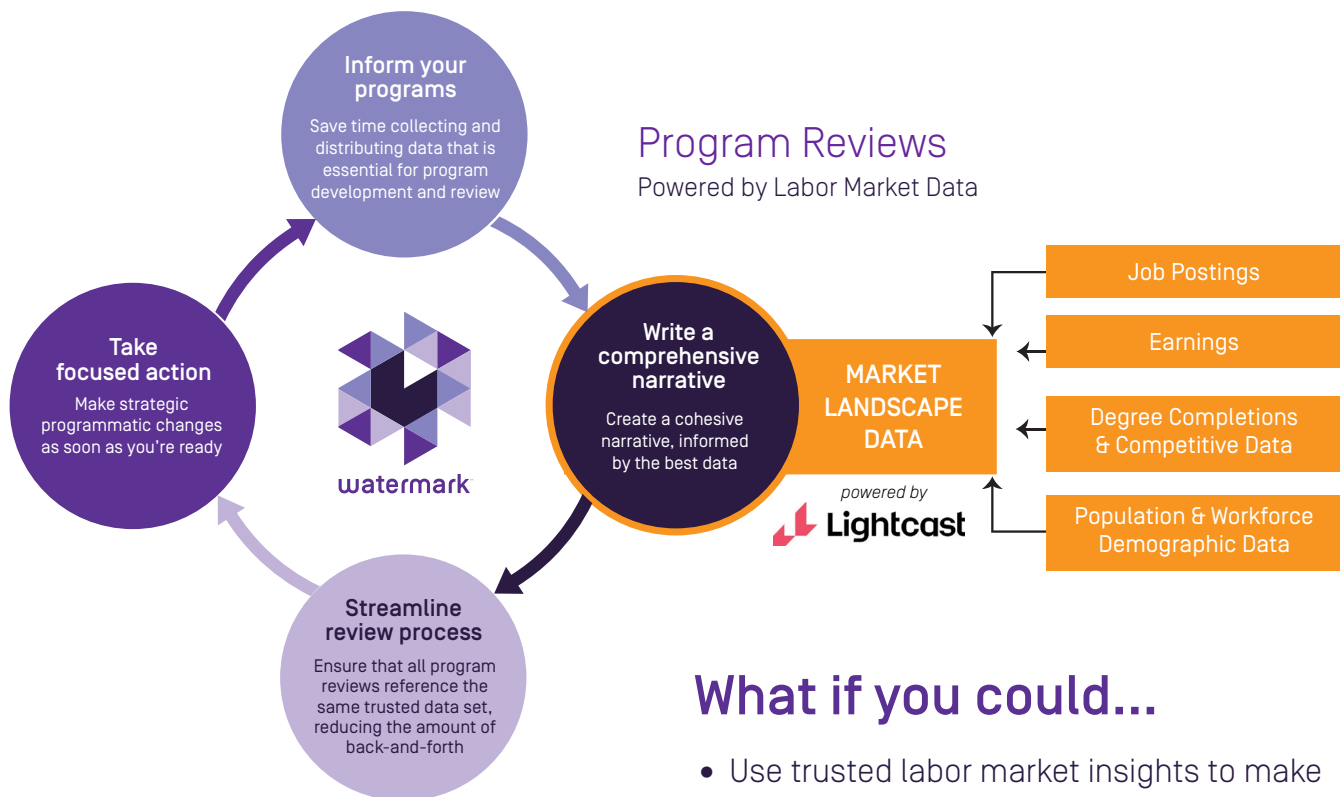 Inform your
programs
Save time collecting and
distributing data that is
essential for program
development and review
Program Reviews
Powered by Labor Market Data
Take
focused action
Make strategic
programmatic changes
as soon as you're ready
watermark
Write a
comprehensive
narrative
Create a cohesive
narrative, informed
by the best data
MARKET
LANDSCAPE
DATA
powered by
Lightcast
Job Postings
Earnings
Degree Completions
& Competitive Data
Population & Workforce
Demographic Data
Streamline
review process
Ensure that all program
reviews reference the
same trusted data set,
reducing the amount of
back-and-forth
What if you could...
• Use trusted labor market insights to make